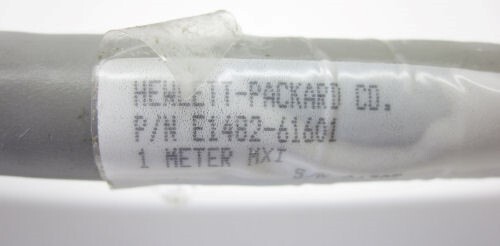 HEWLETT-PACKARD CO.
P/N E1482-61601
1 METER MXI